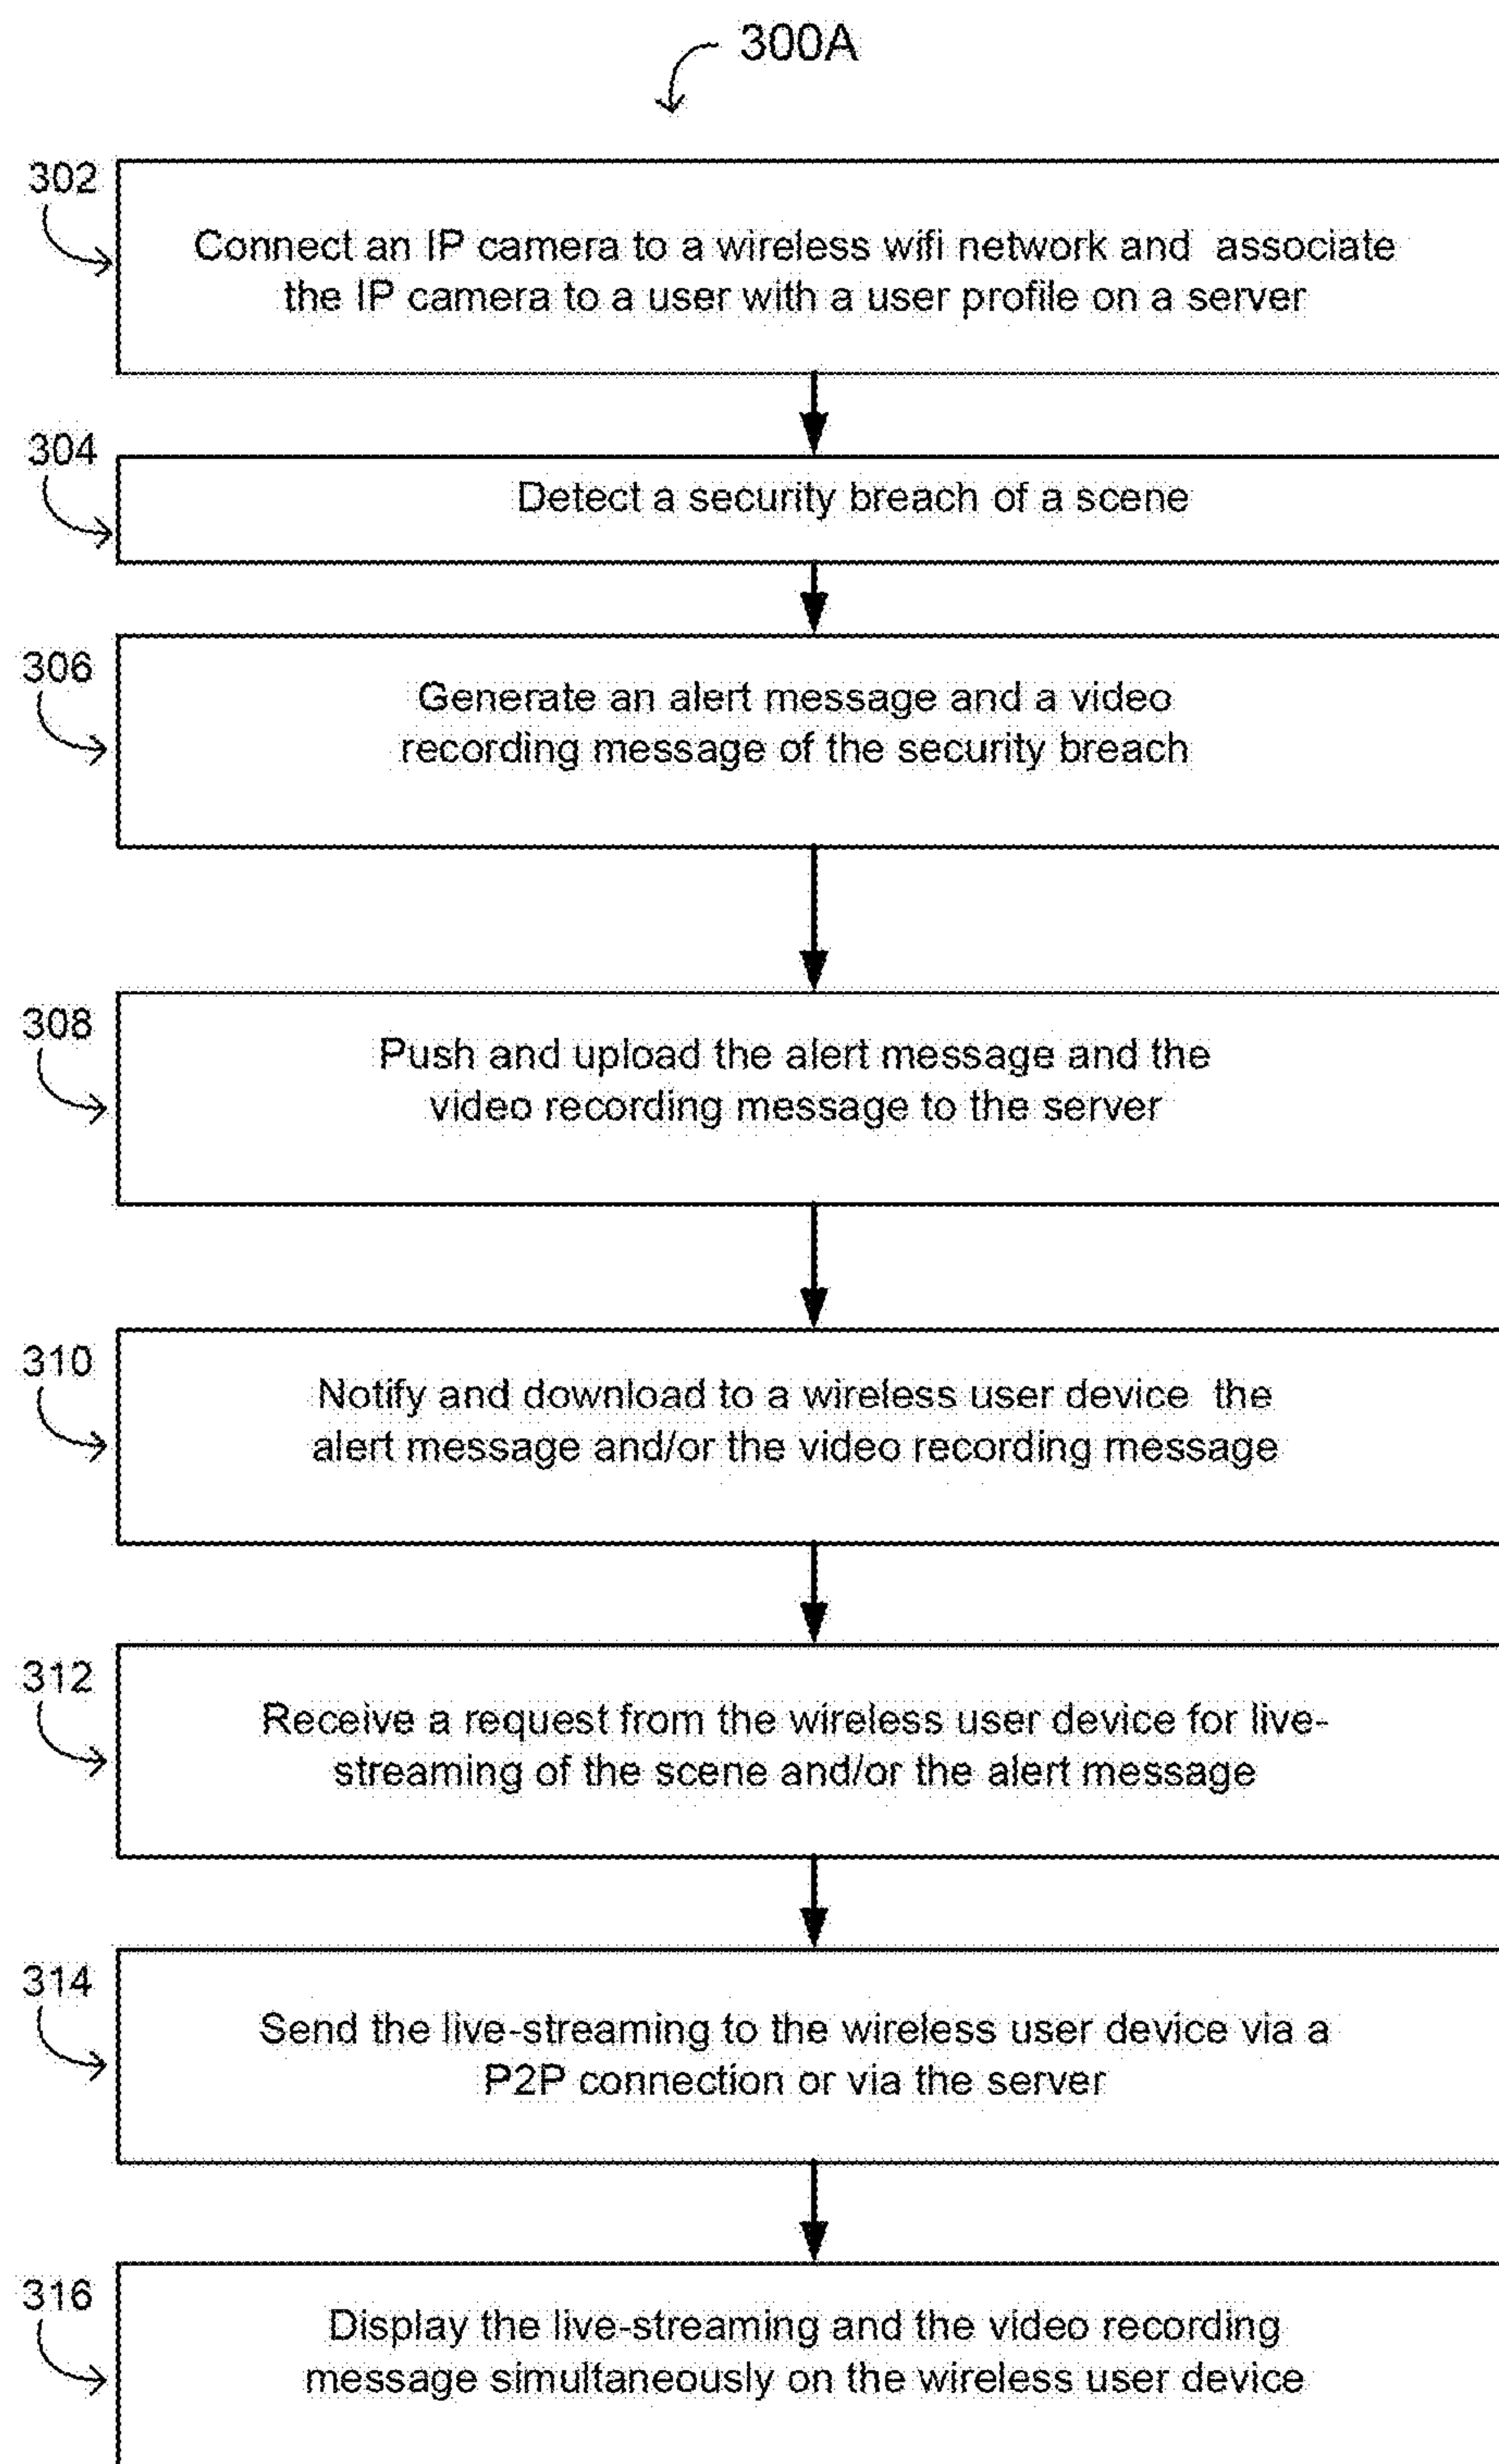 300A
302
Connect an IP camera to a wireless wifi network and associate
the IP camera to a user with a user profile on a server
304
Detect a security breach of a scene
306
Generate an alert message and a video
recording message of the security breach
308
Push and upload the alert message and the
video recording message to the server
310
Notify and download to a wireless user device the
alert message and/or the video recording message
312
Receive a request from the wireless user device for live-
streaming of the scene and/or the alert message
314
Send the live-streaming to the wireless user device via a
P2P connection or via the server
316
Display the live-streaming and the video recording
message simultaneously on the wireless user device